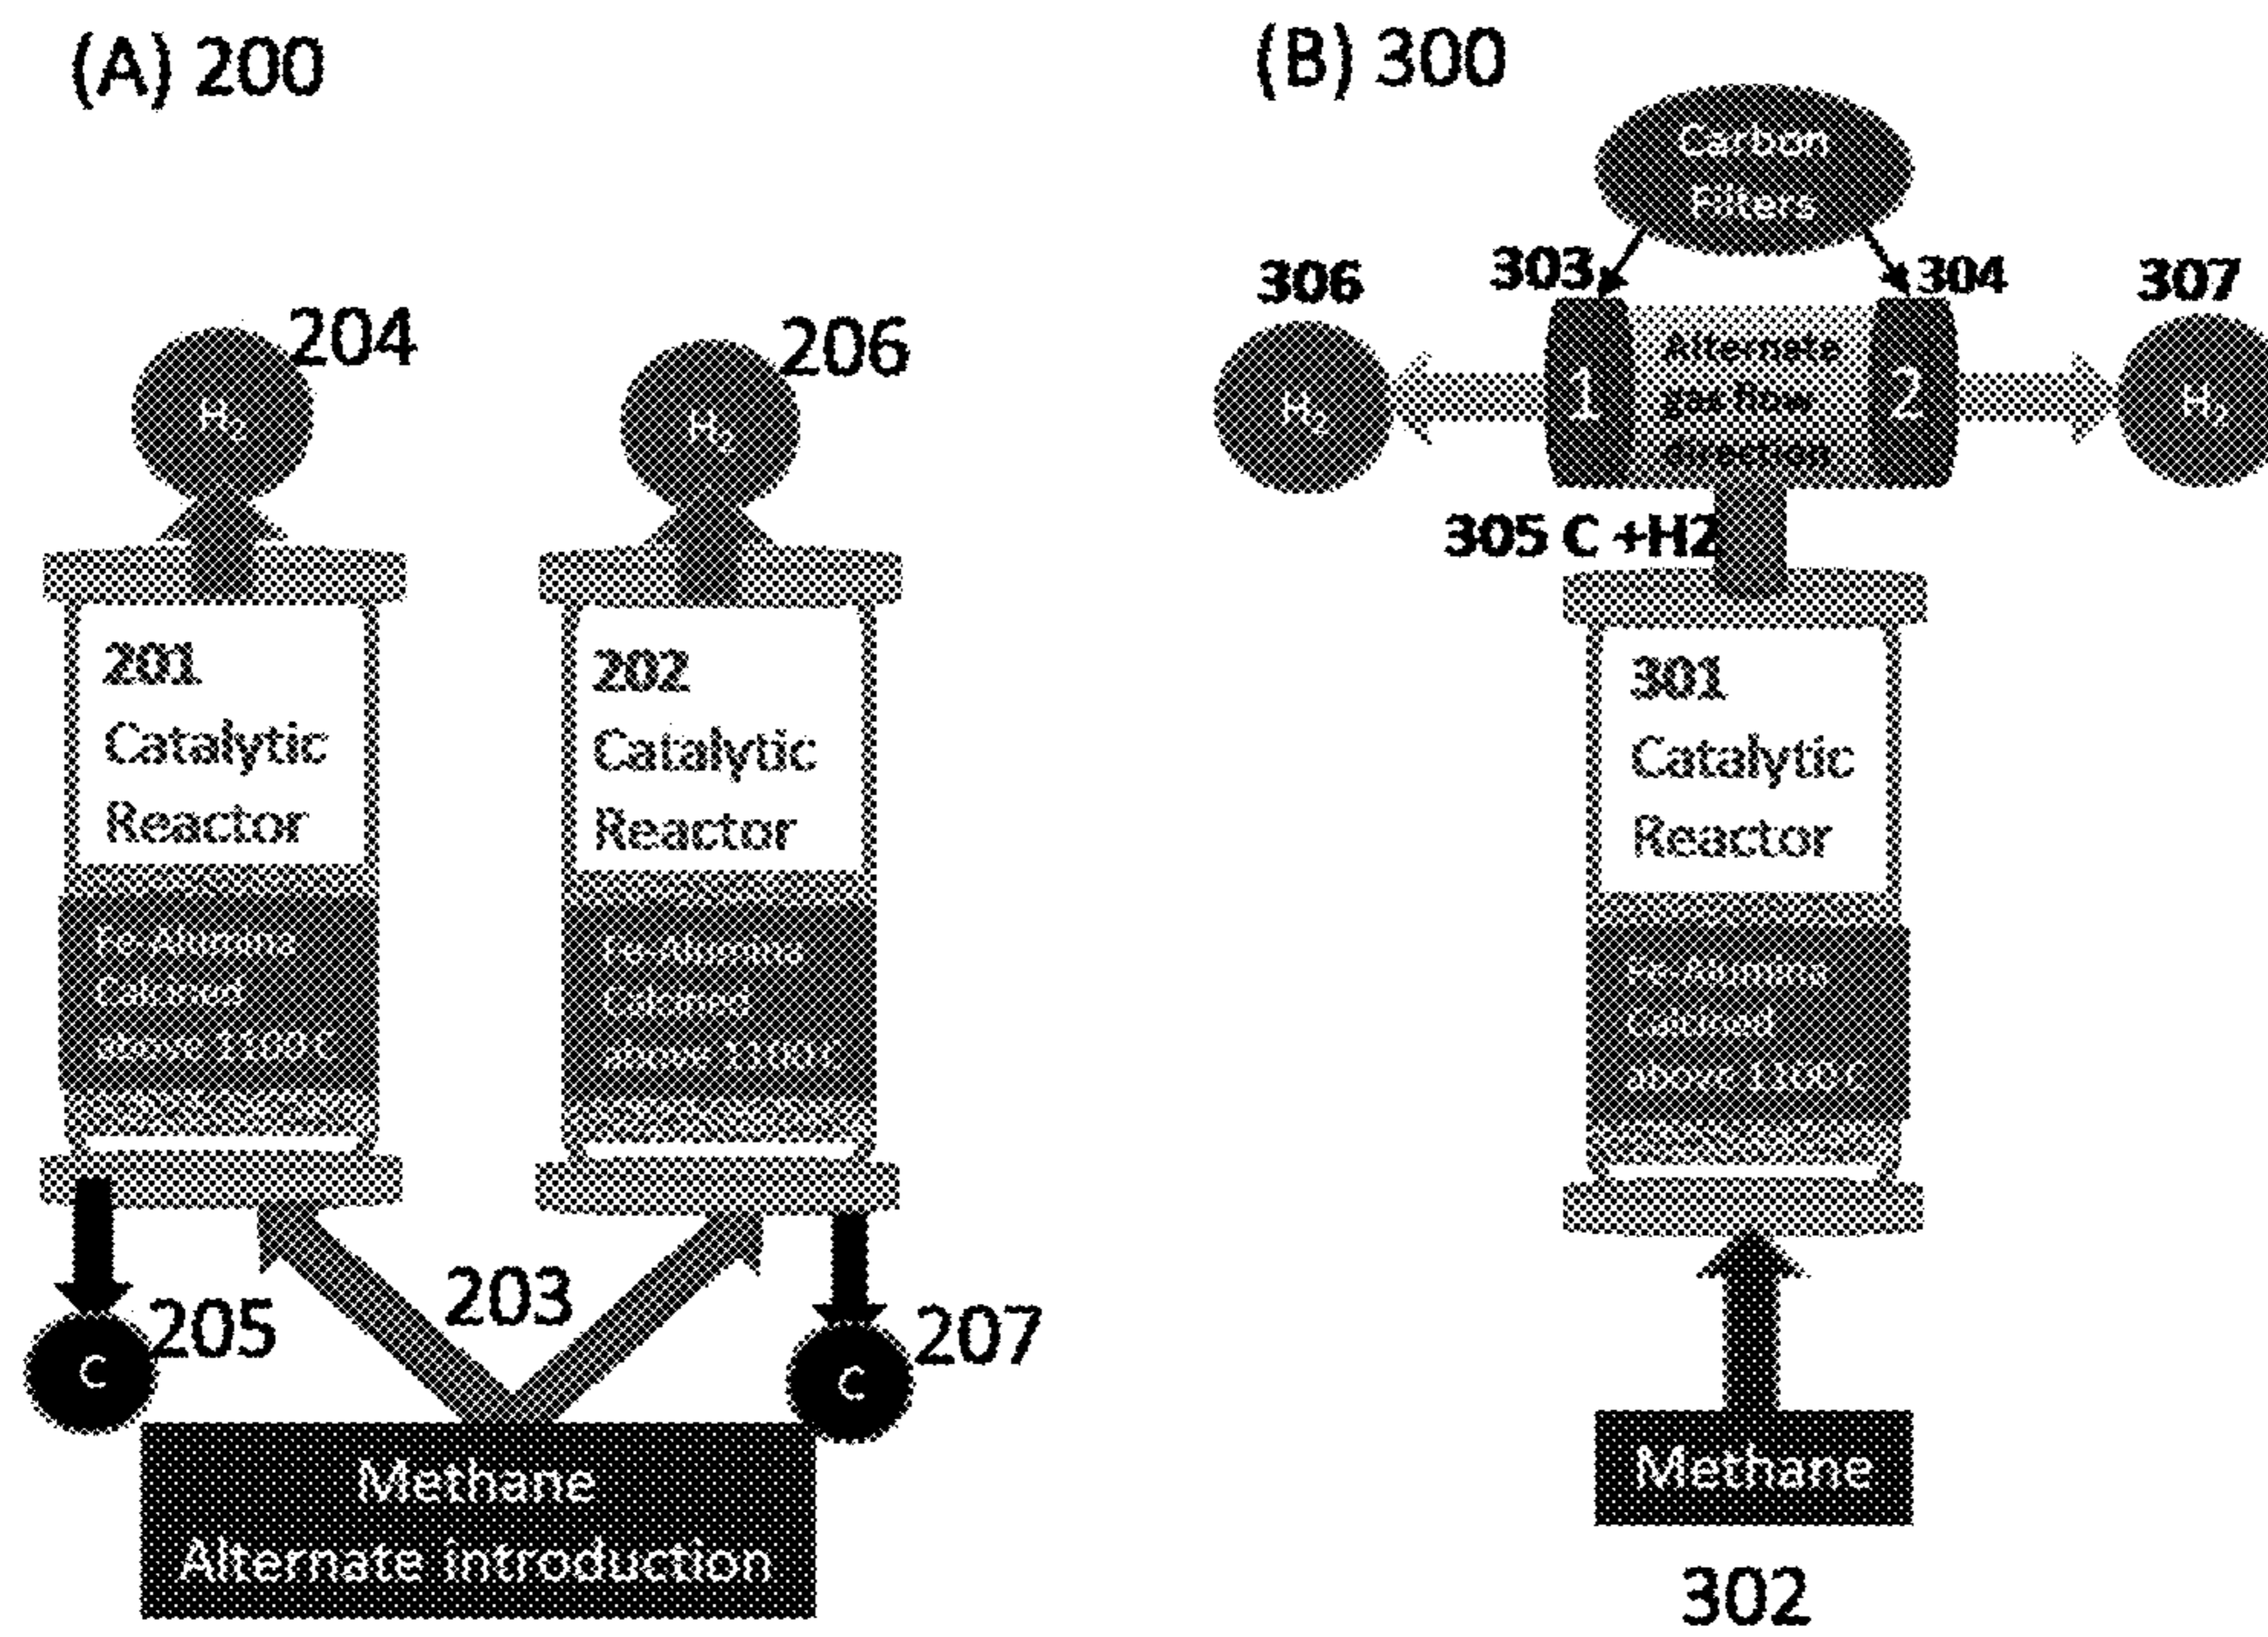 (A) 200
204
H₂
206
H₂
201
Catalytic
Reactor
Fe-Alumina
Calcined
above 1100 C
202
Catalytic
Reactor
Fe-Alumina
Calcined
above 1100 C
203
C
205
C
207
Methane
Alternate introduction
(B) 300
Carbon
Filters
303
304
306
H₂
307
H₂
1
Alternate
gas flow
direction
2
305 C +H2
301
Catalytic
Reactor
Fe-Alumina
Calcined
above 1100 C
Methane
302